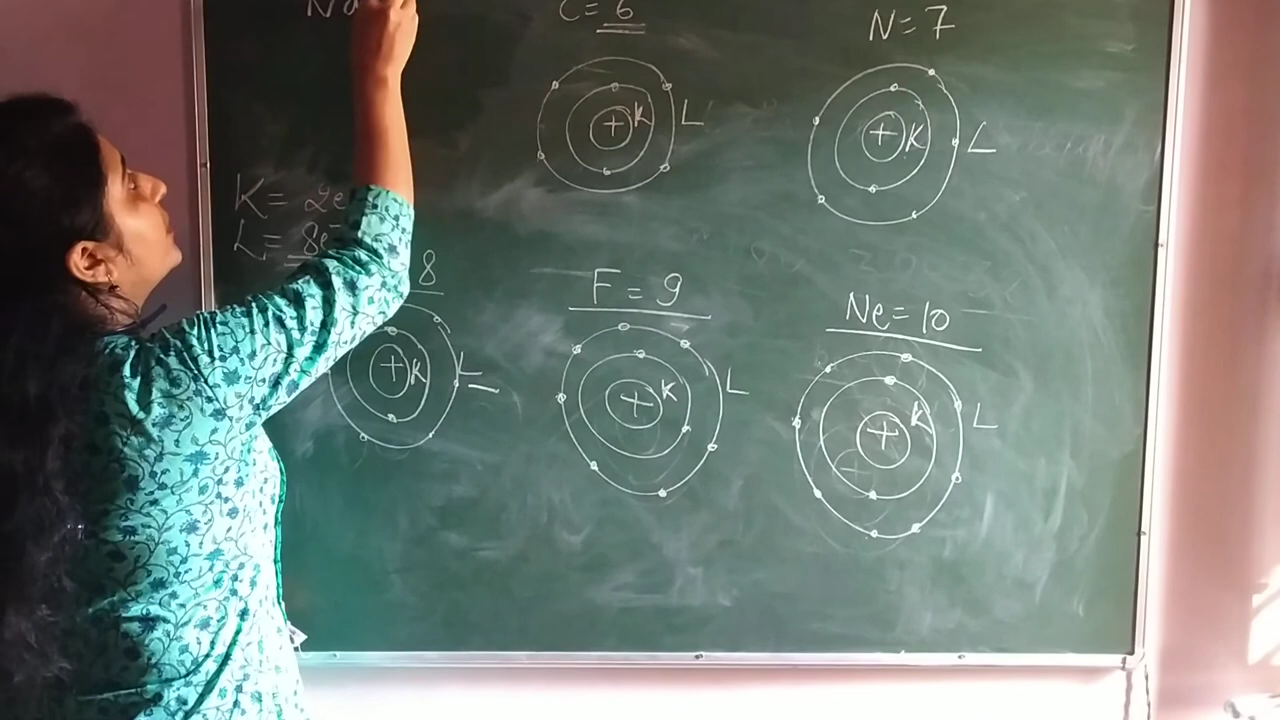 Na
C = 6
N = 7
+ K L
+ K L
K = 2e
L = 8e⁻
8
F = 9
Ne = 10
+ K L
+ K L
+ K L